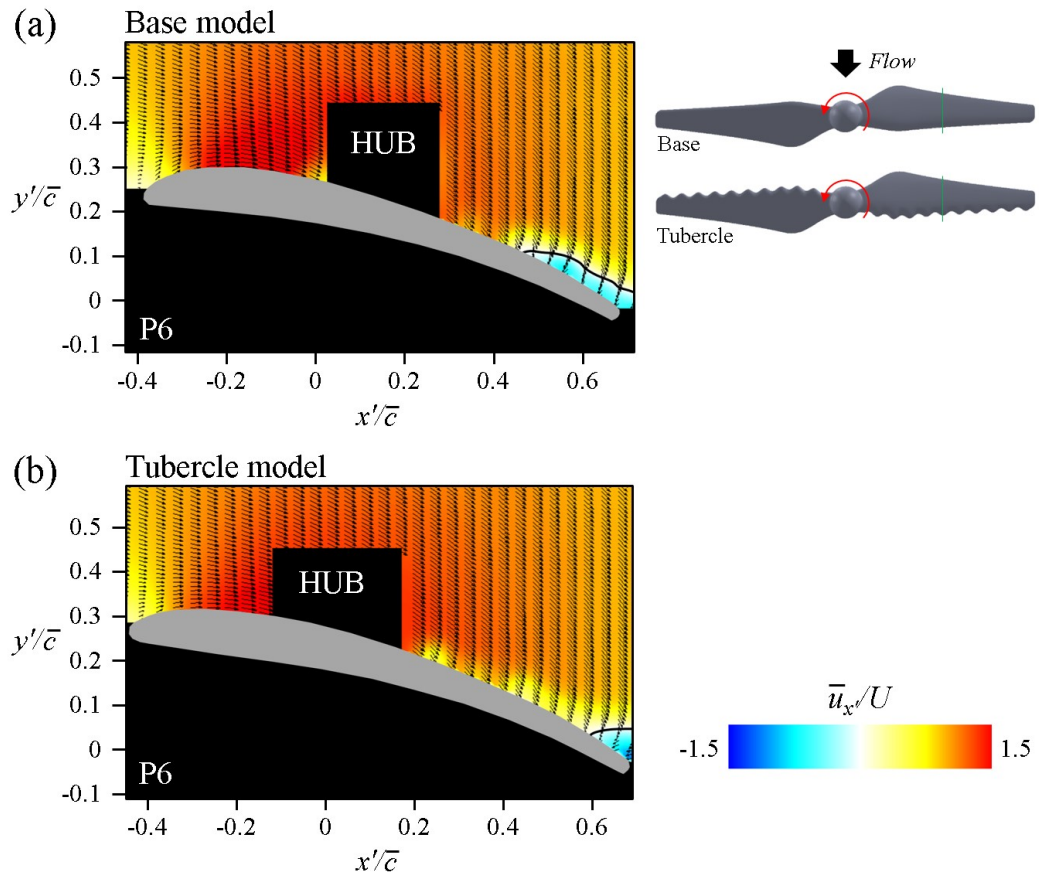 (a) Base model
0.5
0.4
0.3
0.2
0.1
0
-0.1
y′/c̅
HUB
P6
-0.4 -0.2 0 0.2 0.4 0.6
x′/c̅
Flow
Base
Tubercle
(b) Tubercle model
0.5
0.4
0.3
0.2
0.1
0
-0.1
y′/c̅
HUB
P6
-0.4 -0.2 0 0.2 0.4 0.6
x′/c̅
u̅x′/U
-1.5 1.5